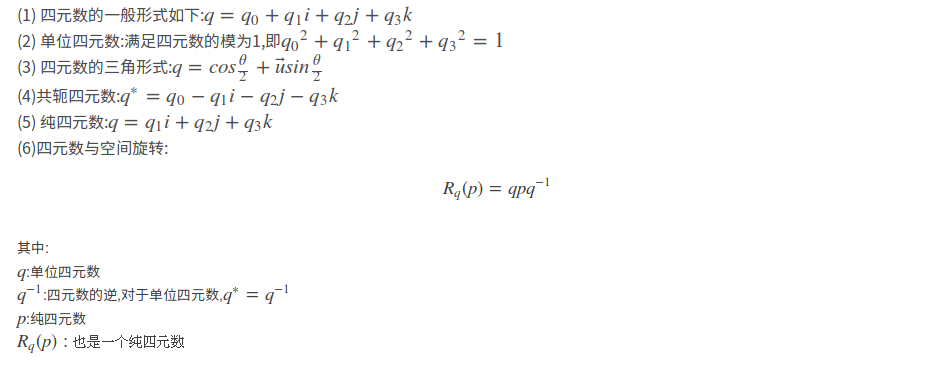 (1) 四元数的一般形式如下:q = q₀ + q₁i + q₂j + q₃k
(2) 单位四元数:满足四元数的模为1,即q₀² + q₁² + q₂² + q₃² = 1
(3) 四元数的三角形式:q = cos θ/2 + u⃗sin θ/2
(4)共轭四元数:q* = q₀ − q₁i − q₂j − q₃k
(5) 纯四元数:q = q₁i + q₂j + q₃k
(6)四元数与空间旋转:
R_q(p) = qpq⁻¹
其中:
q:单位四元数
q⁻¹:四元数的逆,对于单位四元数,q* = q⁻¹
p:纯四元数
R_q(p) : 也是一个纯四元数